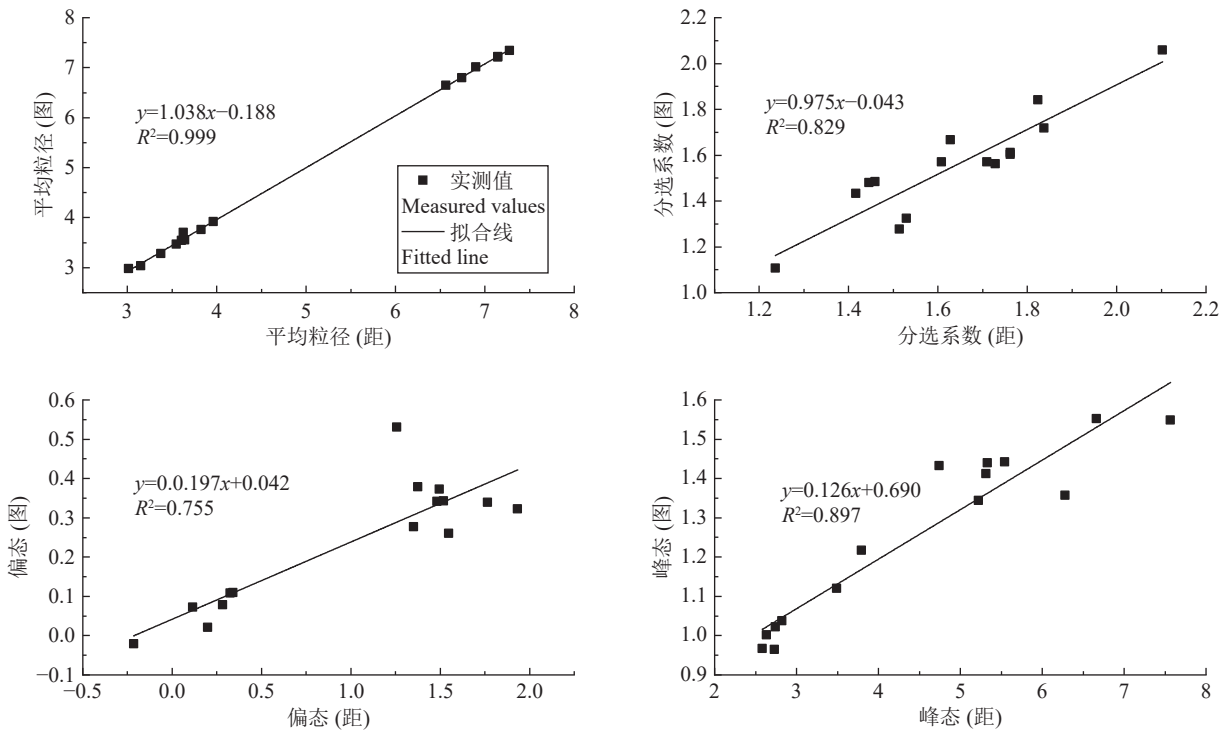 8
7
6
5
4
3
平均粒径 (图)
y=1.038x−0.188
R²=0.999
实测值
Measured values
拟合线
Fitted line
3
4
5
6
7
8
平均粒径 (距)
2.0
1.8
1.6
1.4
1.2
1.0
分选系数 (图)
y=0.975x−0.043
R²=0.829
1.2
1.4
1.6
1.8
2.0
2.2
分选系数 (距)
0.6
0.5
0.4
0.3
0.2
0.1
0.0
−0.1
偏态 (图)
y=0.0.197x+0.042
R²=0.755
−0.5
0.0
0.5
1.0
1.5
2.0
偏态 (距)
1.6
1.5
1.4
1.3
1.2
1.1
1.0
0.9
峰态 (图)
y=0.126x+0.690
R²=0.897
2
3
4
5
6
7
8
峰态 (距)